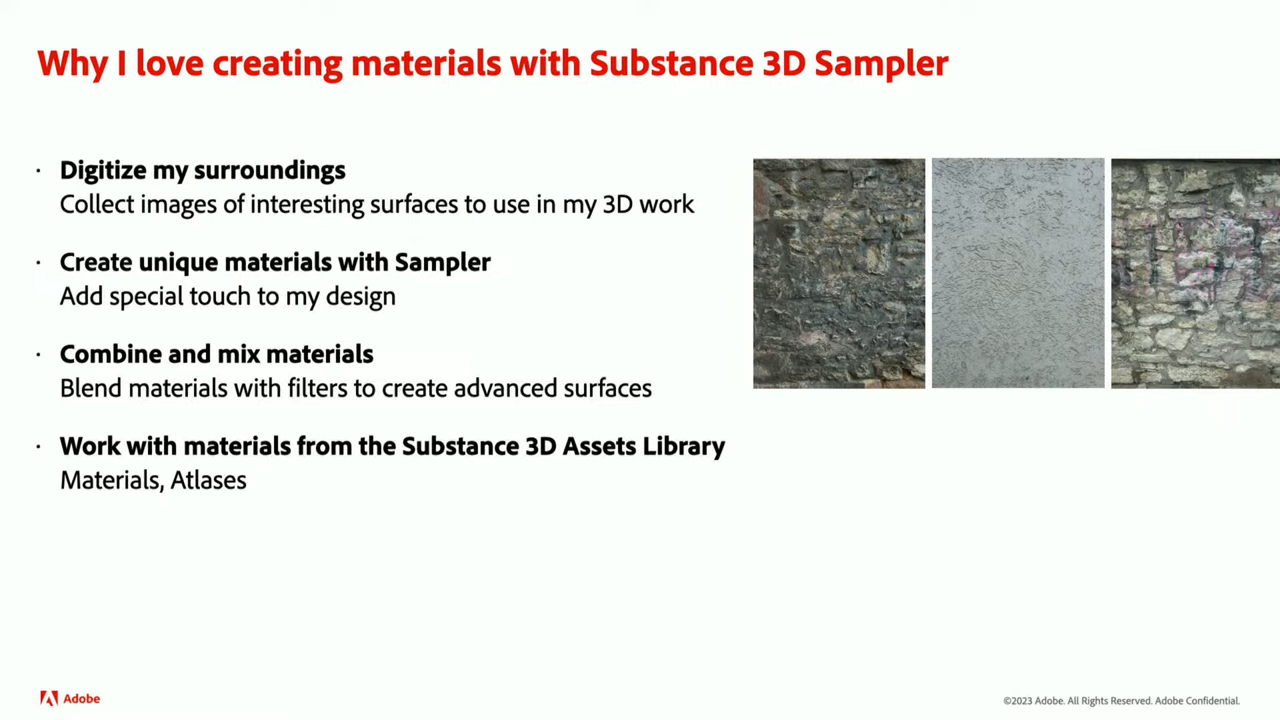 Why I love creating materials with Substance 3D Sampler
· Digitize my surroundings
Collect images of interesting surfaces to use in my 3D work
· Create unique materials with Sampler
Add special touch to my design
· Combine and mix materials
Blend materials with filters to create advanced surfaces
· Work with materials from the Substance 3D Assets Library
Materials, Atlases
Adobe
©2023 Adobe. All Rights Reserved. Adobe Confidential.